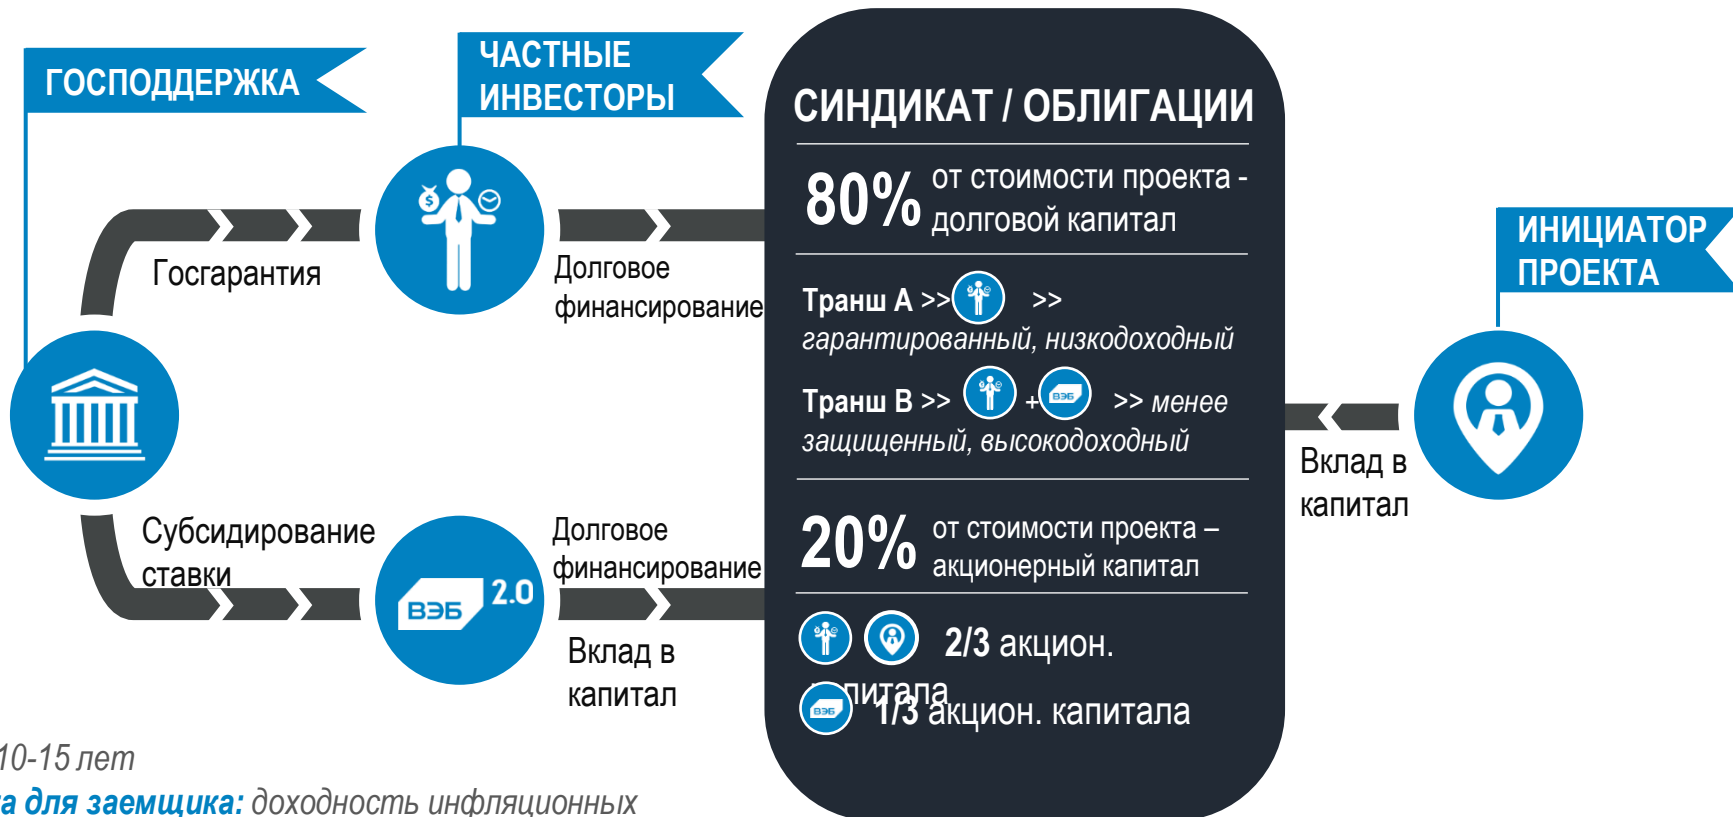 ГОСПОДДЕРЖКА
ЧАСТНЫЕ
ИНВЕСТОРЫ
Госгарантия
Долговое
финансирование
Субсидирование
ставки
ВЭБ 2.0
Долговое
финансирование
Вклад в
капитал
СИНДИКАТ / ОБЛИГАЦИИ
80% от стоимости проекта -
долговой капитал
Транш А >> >>
гарантированный, низкодоходный
Транш В >> + ВЭБ >> менее
защищенный, высокодоходный
20% от стоимости проекта –
акционерный капитал
2/3 акцион.
капитала
ВЭБ 1/3 акцион. капитала
ИНИЦИАТОР
ПРОЕКТА
Вклад в
капитал
10-15 лет
для заемщика: доходность инфляционных